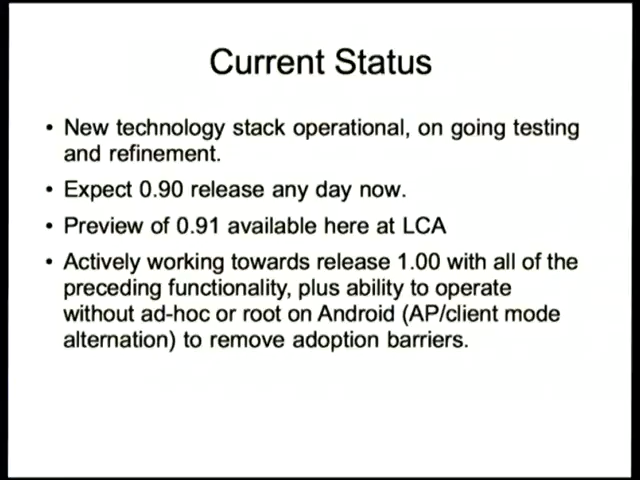 Current Status
• New technology stack operational, on going testing
and refinement.
• Expect 0.90 release any day now.
• Preview of 0.91 available here at LCA
• Actively working towards release 1.00 with all of the
preceding functionality, plus ability to operate
without ad-hoc or root on Android (AP/client mode
alternation) to remove adoption barriers.